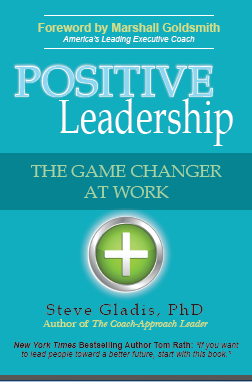 Foreword by Marshall Goldsmith
America's Leading Executive Coach
POSITIVE
Leadership
THE GAME CHANGER
AT WORK
Steve Gladis, PhD
Author of The Coach-Approach Leader
New York Times Bestselling Author Tom Rath: "If you want
to lead people toward a better future, start with this book."